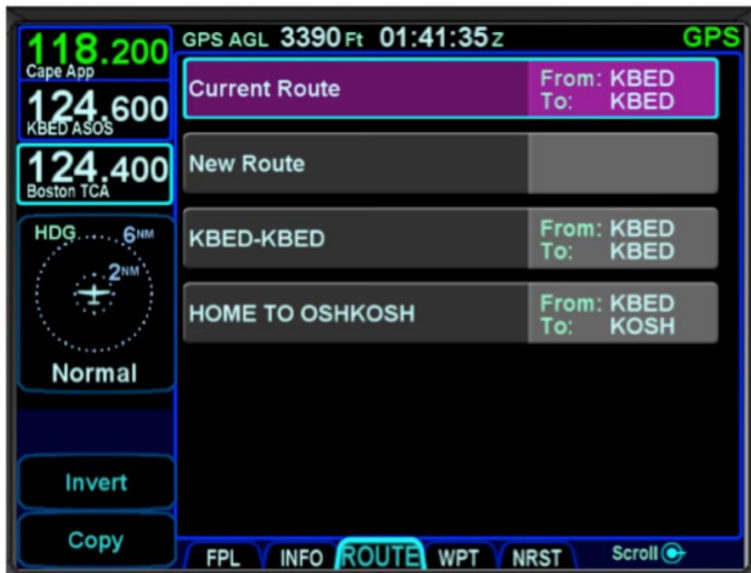 118.200
Cape App
124.600
KBED ASOS
124.400
Boston TCA
HDG 6NM
2NM
Normal
Invert
Copy
GPS AGL 3390 Ft 01:41:35 Z GPS
Current Route From: KBED
To: KBED
New Route
KBED-KBED From: KBED
To: KBED
HOME TO OSHKOSH From: KBED
To: KOSH
FPL INFO ROUTE WPT NRST Scroll